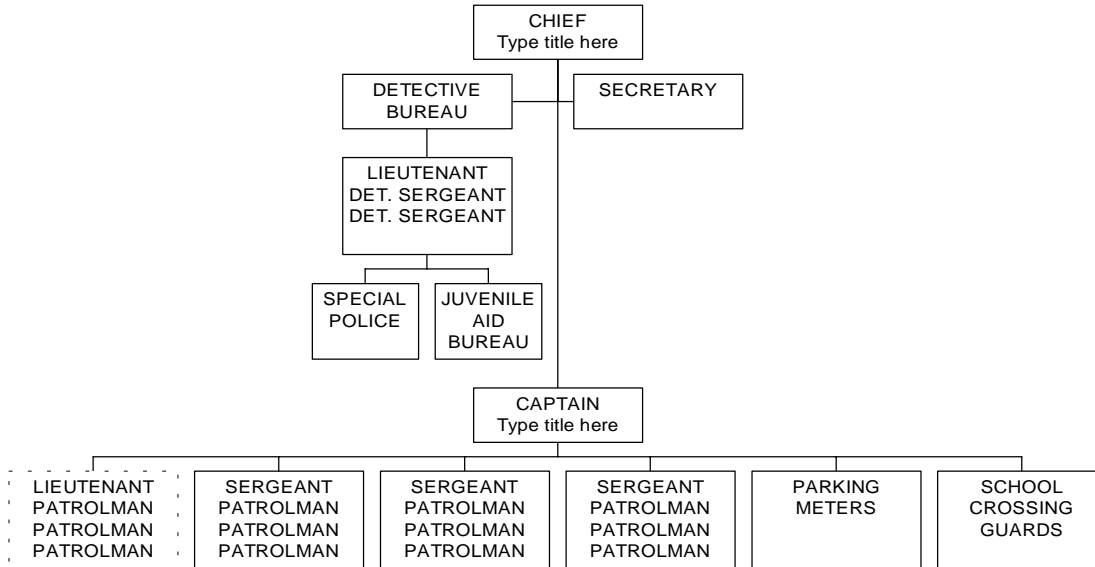 CHIEF
Type title here
DETECTIVE
BUREAU
SECRETARY
LIEUTENANT
DET. SERGEANT
DET. SERGEANT
SPECIAL
POLICE
JUVENILE
AID
BUREAU
CAPTAIN
Type title here
LIEUTENANT
PATROLMAN
PATROLMAN
PATROLMAN
SERGEANT
PATROLMAN
PATROLMAN
PATROLMAN
SERGEANT
PATROLMAN
PATROLMAN
PATROLMAN
SERGEANT
PATROLMAN
PATROLMAN
PATROLMAN
PARKING
METERS
SCHOOL
CROSSING
GUARDS